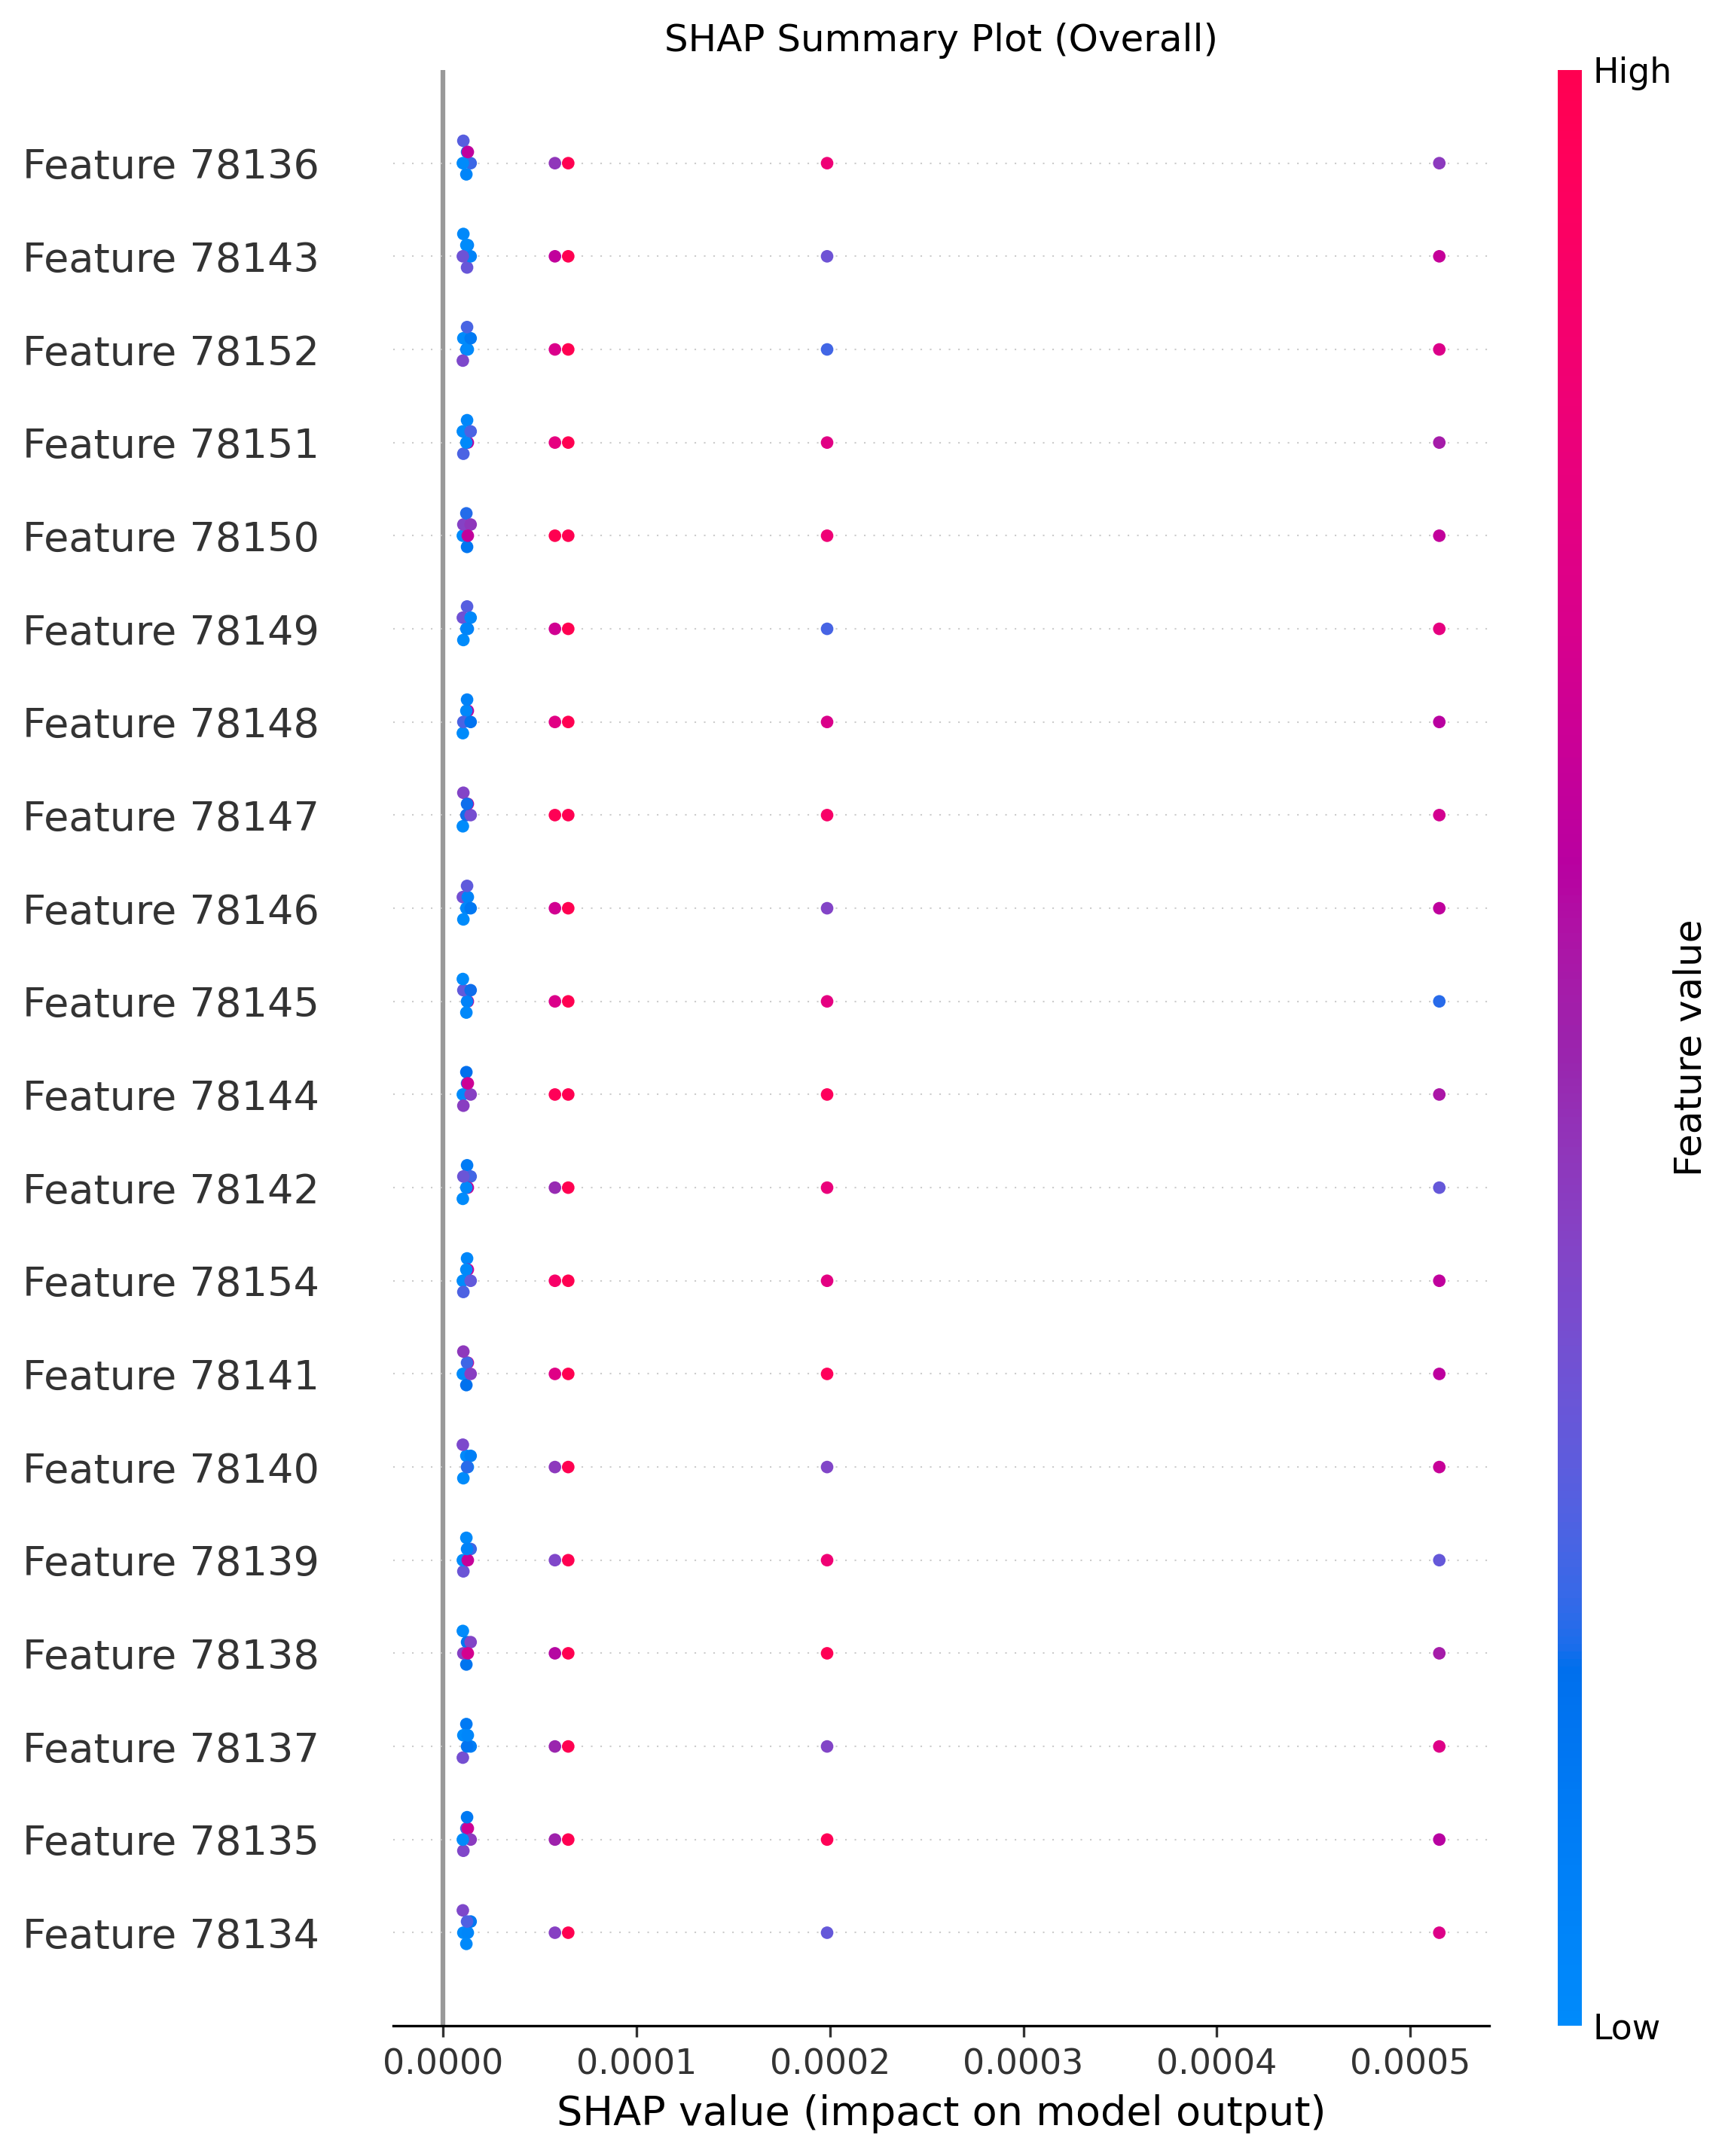 SHAP Summary Plot (Overall)
High
Feature 78136
Feature 78143
Feature 78152
Feature 78151
Feature 78150
Feature 78149
Feature 78148
Feature 78147
Feature 78146
Feature 78145
Feature 78144
Feature 78142
Feature 78154
Feature 78141
Feature 78140
Feature 78139
Feature 78138
Feature 78137
Feature 78135
Feature 78134
Feature value
Low
0.0000 0.0001 0.0002 0.0003 0.0004 0.0005
SHAP value (impact on model output)